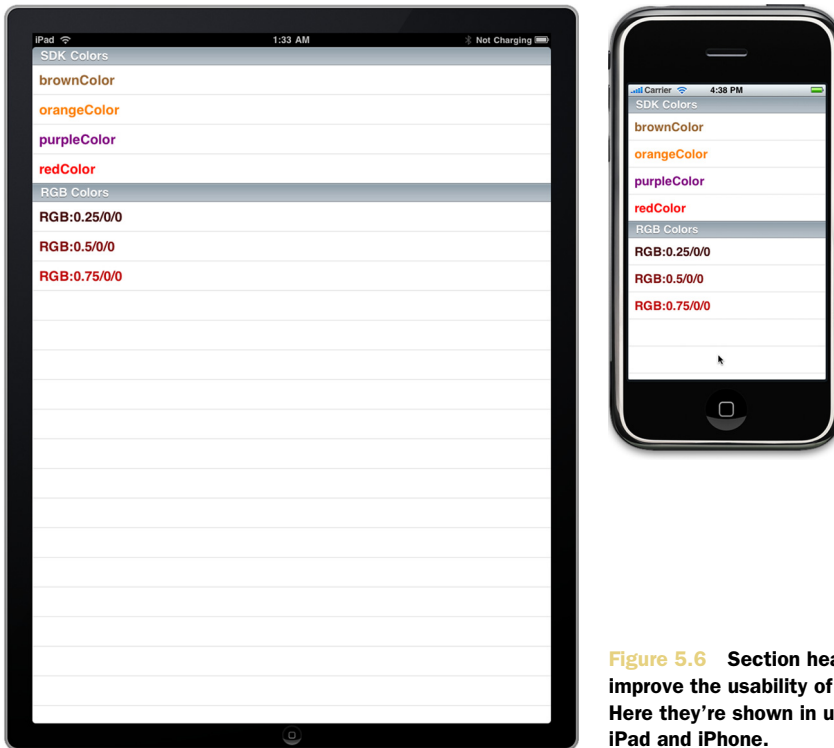 iPad
1:33 AM
Not Charging
SDK Colors
brownColor
orangeColor
purpleColor
redColor
RGB Colors
RGB:0.25/0/0
RGB:0.5/0/0
RGB:0.75/0/0
Carrier
4:38 PM
SDK Colors
brownColor
orangeColor
purpleColor
redColor
RGB Colors
RGB:0.25/0/0
RGB:0.5/0/0
RGB:0.75/0/0
Figure 5.6 Section hea
improve the usability of
Here they're shown in u
iPad and iPhone.